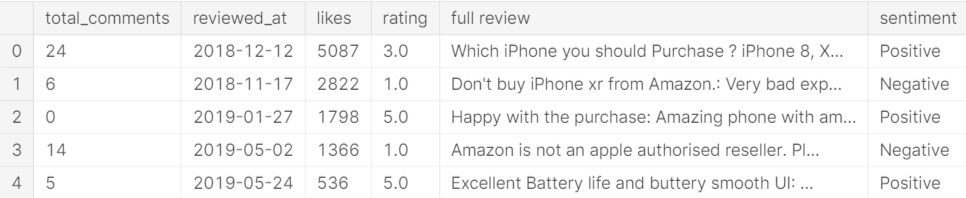 total_comments reviewed_at likes rating full review sentiment
0 24 2018-12-12 5087 3.0 Which iPhone you should Purchase ? iPhone 8, X... Positive
1 6 2018-11-17 2822 1.0 Don't buy iPhone xr from Amazon.: Very bad exp... Negative
2 0 2019-01-27 1798 5.0 Happy with the purchase: Amazing phone with am... Positive
3 14 2019-05-02 1366 1.0 Amazon is not an apple authorised reseller. Pl... Negative
4 5 2019-05-24 536 5.0 Excellent Battery life and buttery smooth UI: ... Positive